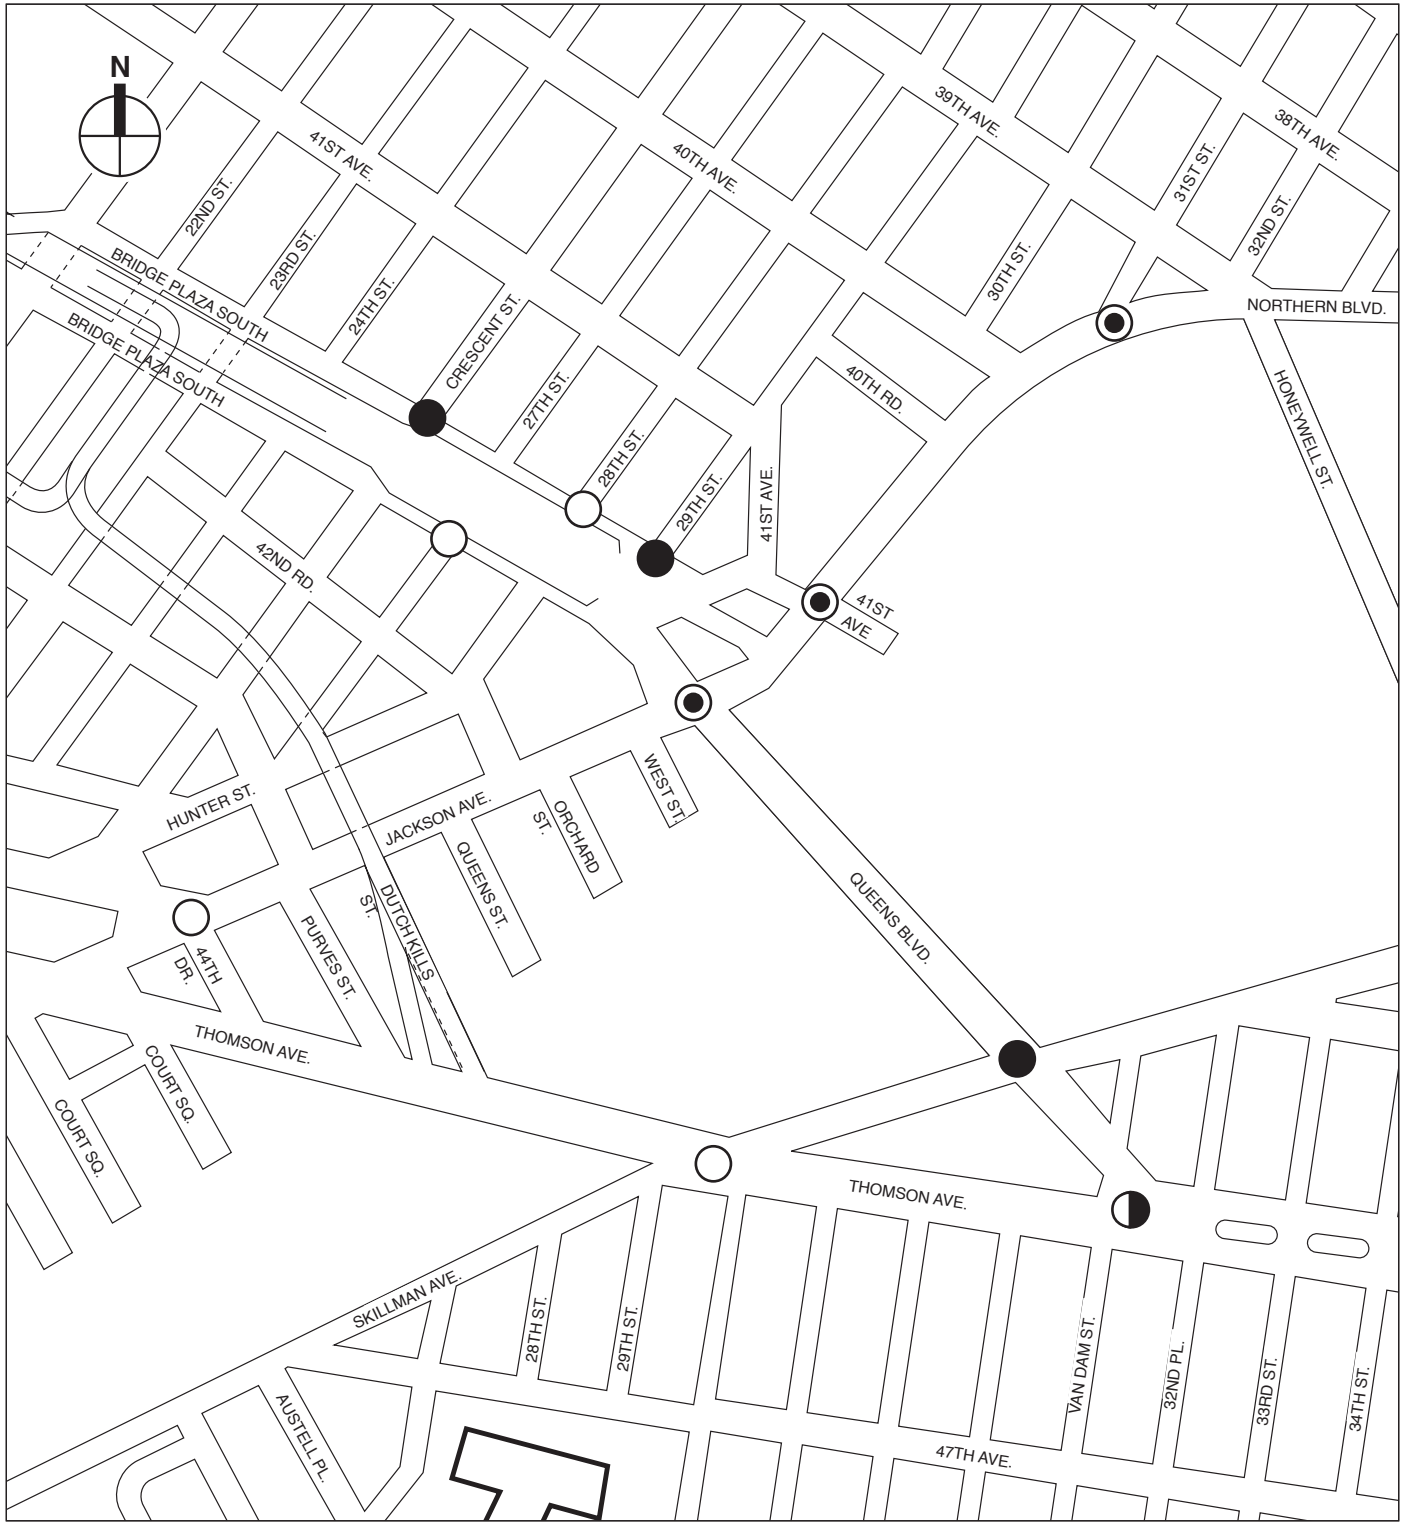 N
39TH AVE.
38TH AVE.
41ST AVE.
40TH AVE.
31ST ST.
22ND ST.
32ND ST.
23RD ST.
30TH ST.
BRIDGE PLAZA SOUTH
24TH ST.
NORTHERN BLVD.
CRESCENT ST.
BRIDGE PLAZA SOUTH
40TH RD.
27TH ST.
HONEYWELL ST.
28TH ST.
29TH ST.
41ST AVE.
42ND RD.
41ST
AVE
WEST ST.
HUNTER ST.
JACKSON AVE.
ORCHARD
ST.
QUEENS ST.
QUEENS BLVD.
DUTCH KILLS
ST.
PURVES ST.
44TH
DR.
THOMSON AVE.
COURT SQ.
COURT SQ.
THOMSON AVE.
SKILLMAN AVE.
28TH ST.
29TH ST.
VAN DAM ST.
32ND PL.
33RD ST.
34TH ST.
AUSTELL PL.
47TH AVE.